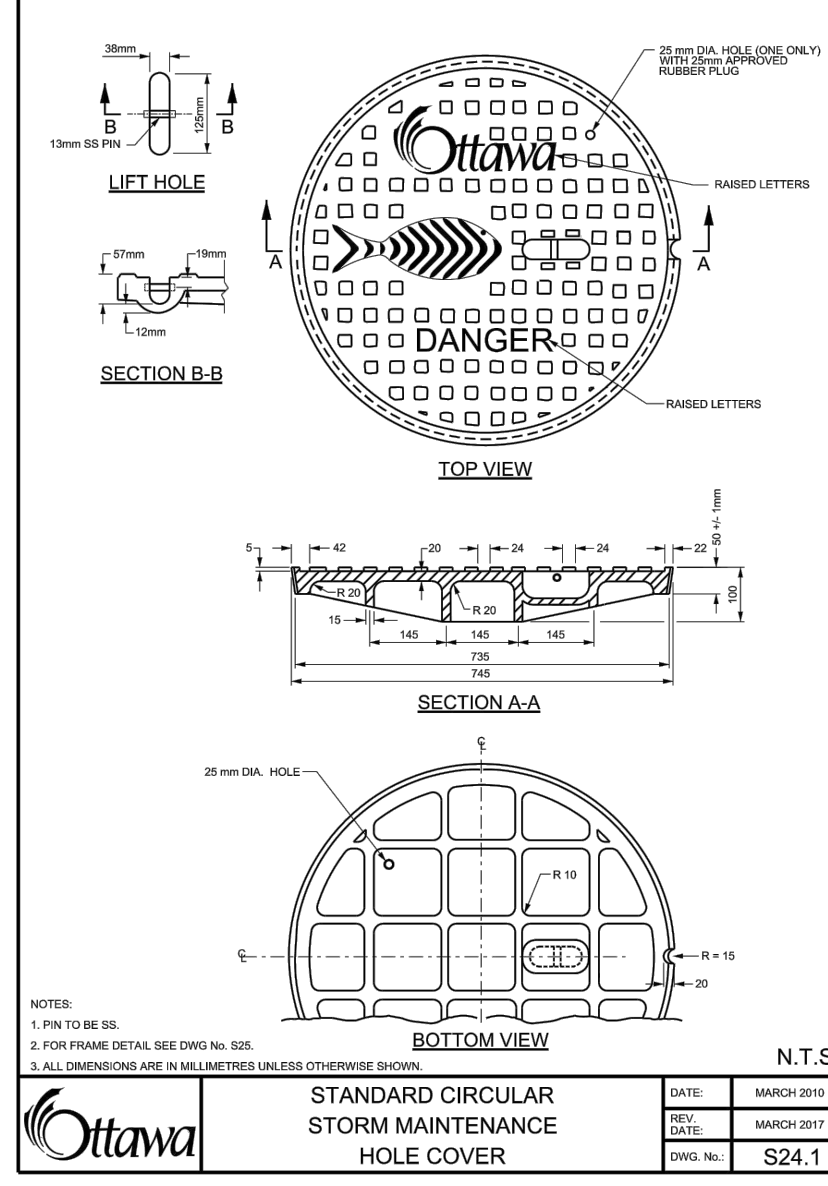 38mm
125mm
B
B
13mm SS PIN
LIFT HOLE
57mm
19mm
12mm
SECTION B-B
25 mm DIA. HOLE (ONE ONLY)
WITH 25mm APPROVED
RUBBER PLUG
Ottawa
RAISED LETTERS
A
A
DANGER
RAISED LETTERS
TOP VIEW
5
42
20
24
24
22
50 +/- 1mm
100
R 20
R 20
15
145
145
145
735
745
SECTION A-A
℄
25 mm DIA. HOLE
R 10
℄
R = 15
20
BOTTOM VIEW
NOTES:
1. PIN TO BE SS.
2. FOR FRAME DETAIL SEE DWG No. S25.
3. ALL DIMENSIONS ARE IN MILLIMETRES UNLESS OTHERWISE SHOWN.
N.T.S
Ottawa
STANDARD CIRCULAR
STORM MAINTENANCE
HOLE COVER
DATE: MARCH 2010
REV.
DATE: MARCH 2017
DWG. No.: S24.1